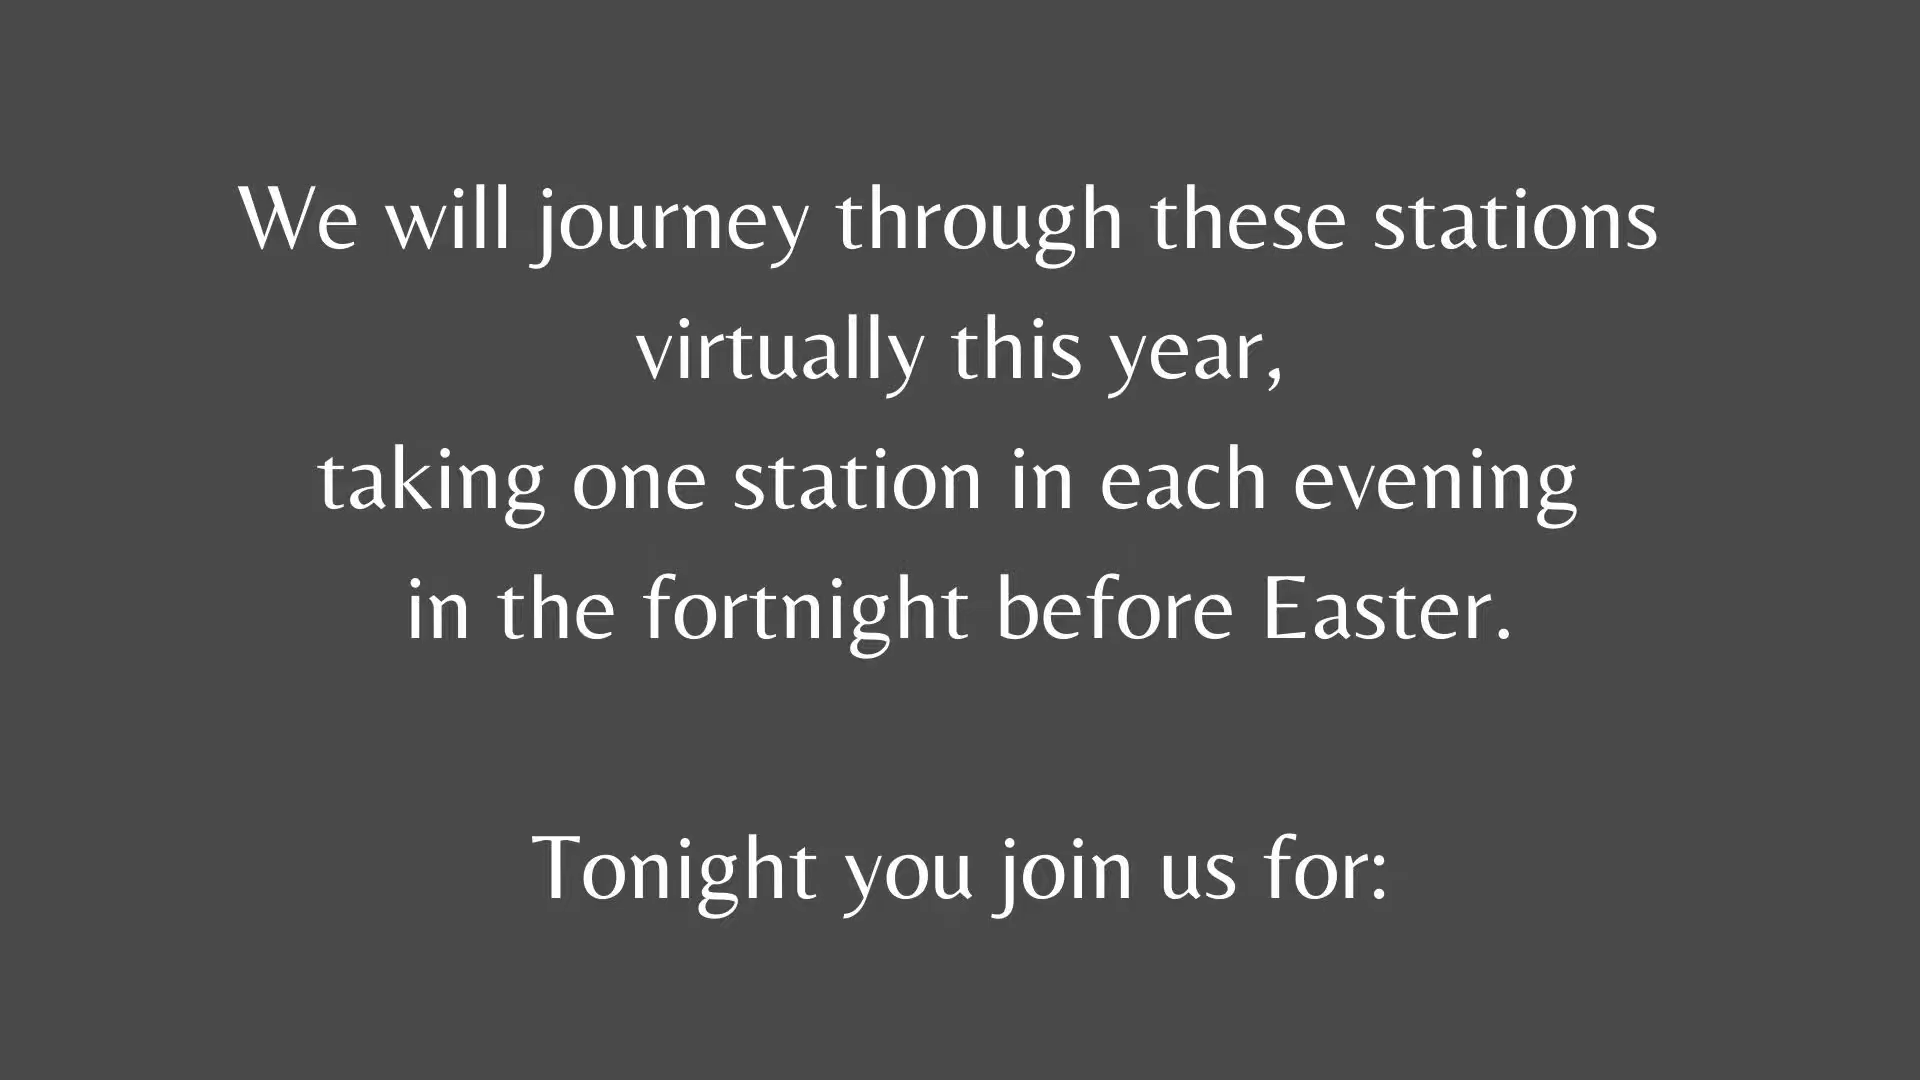 We will journey through these stations
virtually this year,
taking one station in each evening
in the fortnight before Easter.
Tonight you join us for: